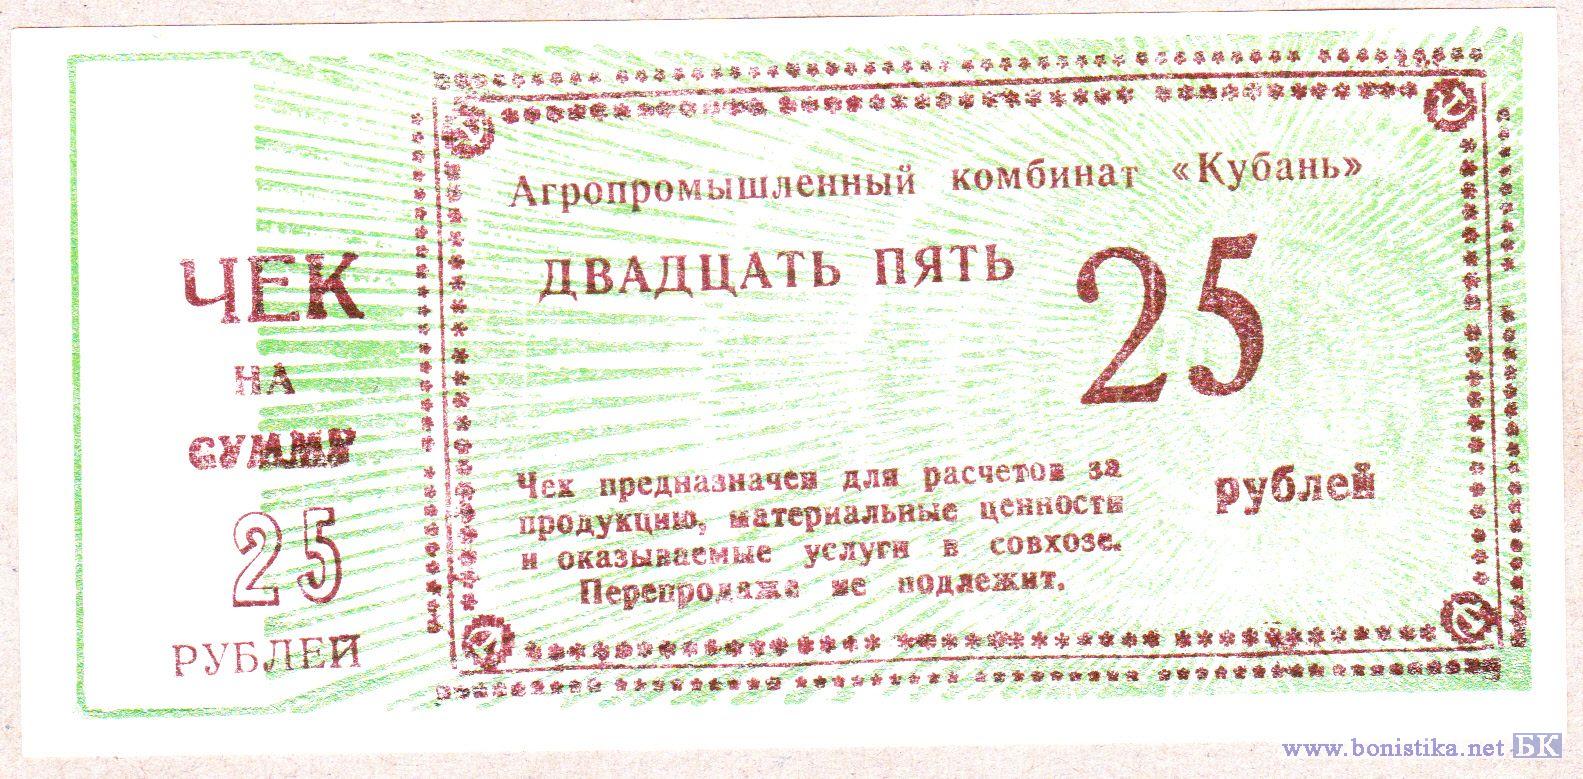 ЧЕК
НА
СУММУ
25
РУБЛЕЙ
Агропромышленный комбинат «Кубань»
ДВАДЦАТЬ ПЯТЬ
25
рублей
Чек предназначен для расчетов за
продукцию, материальные ценности
и оказываемые услуги в совхозе.
Перепродажа не подлежит.
www.bonistika.net БК